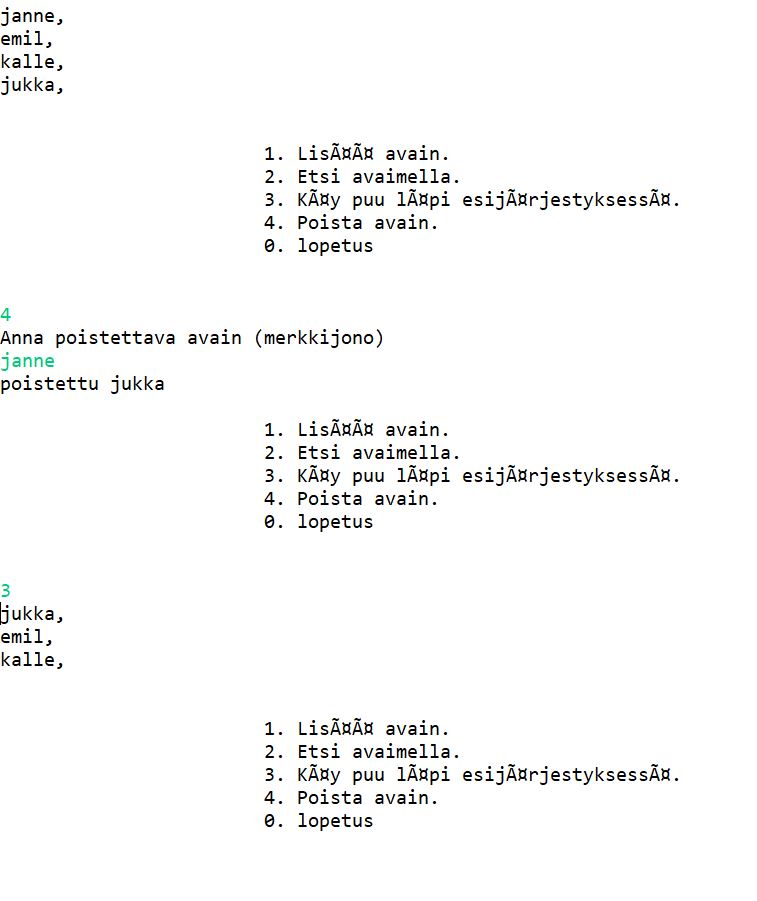 janne,
emil,
kalle,
jukka,
1. LisÃ¤Ã¤ avain.
2. Etsi avaimella.
3. KÃ¤y puu lÃ¤pi esijÃ¤rjestyksessÃ¤.
4. Poista avain.
0. lopetus
4
Anna poistettava avain (merkkijono)
janne
poistettu jukka
1. LisÃ¤Ã¤ avain.
2. Etsi avaimella.
3. KÃ¤y puu lÃ¤pi esijÃ¤rjestyksessÃ¤.
4. Poista avain.
0. lopetus
3
jukka,
emil,
kalle,
1. LisÃ¤Ã¤ avain.
2. Etsi avaimella.
3. KÃ¤y puu lÃ¤pi esijÃ¤rjestyksessÃ¤.
4. Poista avain.
0. lopetus